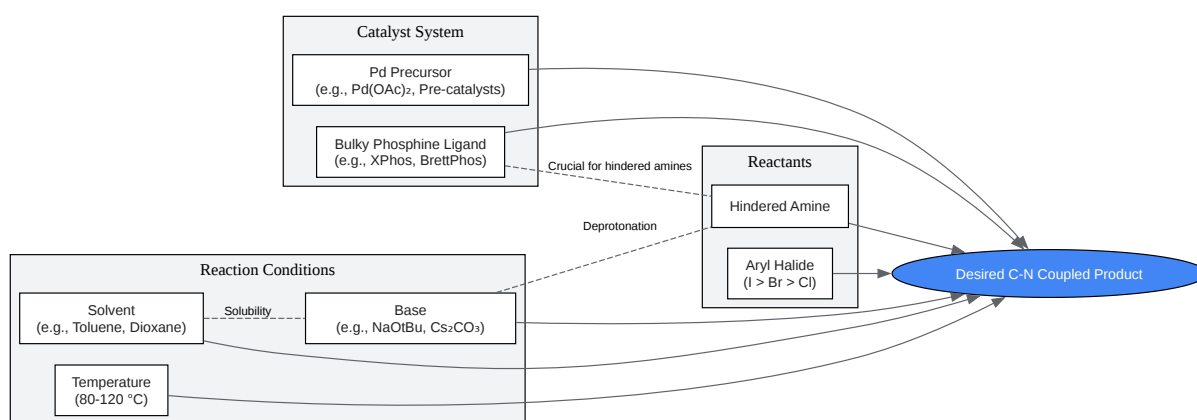 Catalyst System
Pd Precursor
(e.g., Pd(OAc)₂, Pre-catalysts)
Bulky Phosphine Ligand
(e.g., XPhos, BrettPhos)
Crucial for hindered amines
Reactants
Hindered Amine
Deprotonation
Aryl Halide
(I > Br > Cl)
Desired C-N Coupled Product
Reaction Conditions
Solvent
(e.g., Toluene, Dioxane)
Solubility
Base
(e.g., NaOtBu, Cs₂CO₃)
Temperature
(80-120 °C)